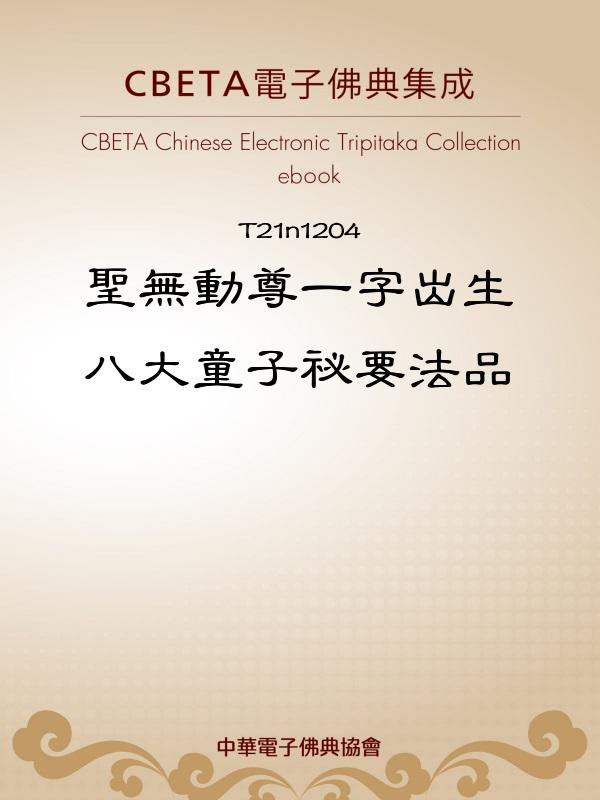 CBETA電子佛典集成
CBETA Chinese Electronic Tripitaka Collection
ebook
T21n1204
聖無動尊一字出生
八大童子祕要法品
中華電子佛典協會